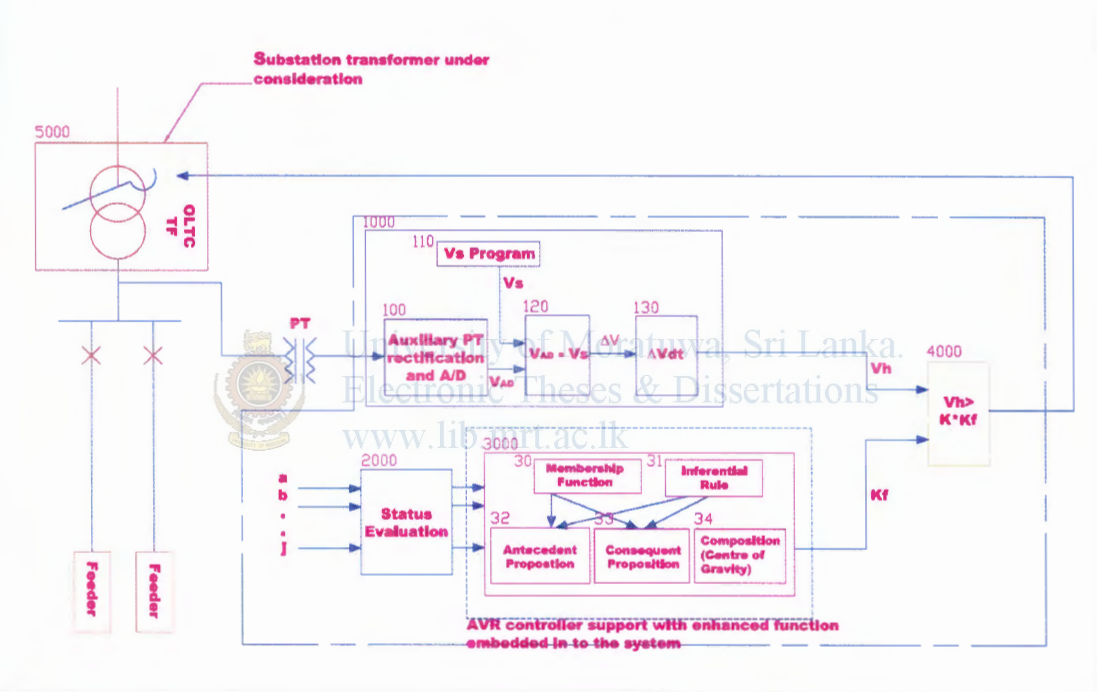 Substation transformer under
consideration
5000
OLTC
TF
1000
110
Vs Program
Vs
100
120
130
PT
Auxiliary PT
rectification
and A/D
VAD
VAD - Vs
ΔV
ΔVdt
University of Moratuwa, Sri Lanka.
Electronic Theses & Dissertations
www.lib.mrt.ac.lk
Vh
4000
Vh>
K*Kf
Kf
3000
2000
30
Membership
Function
31
Inferential
Rule
a
b
.
.
j
Status
Evaluation
32
33
34
Antecedent
Propostion
Consequent
Proposition
Composition
(Centre of
Gravity)
Feeder
Feeder
AVR controller support with enhanced function
embedded in to the system